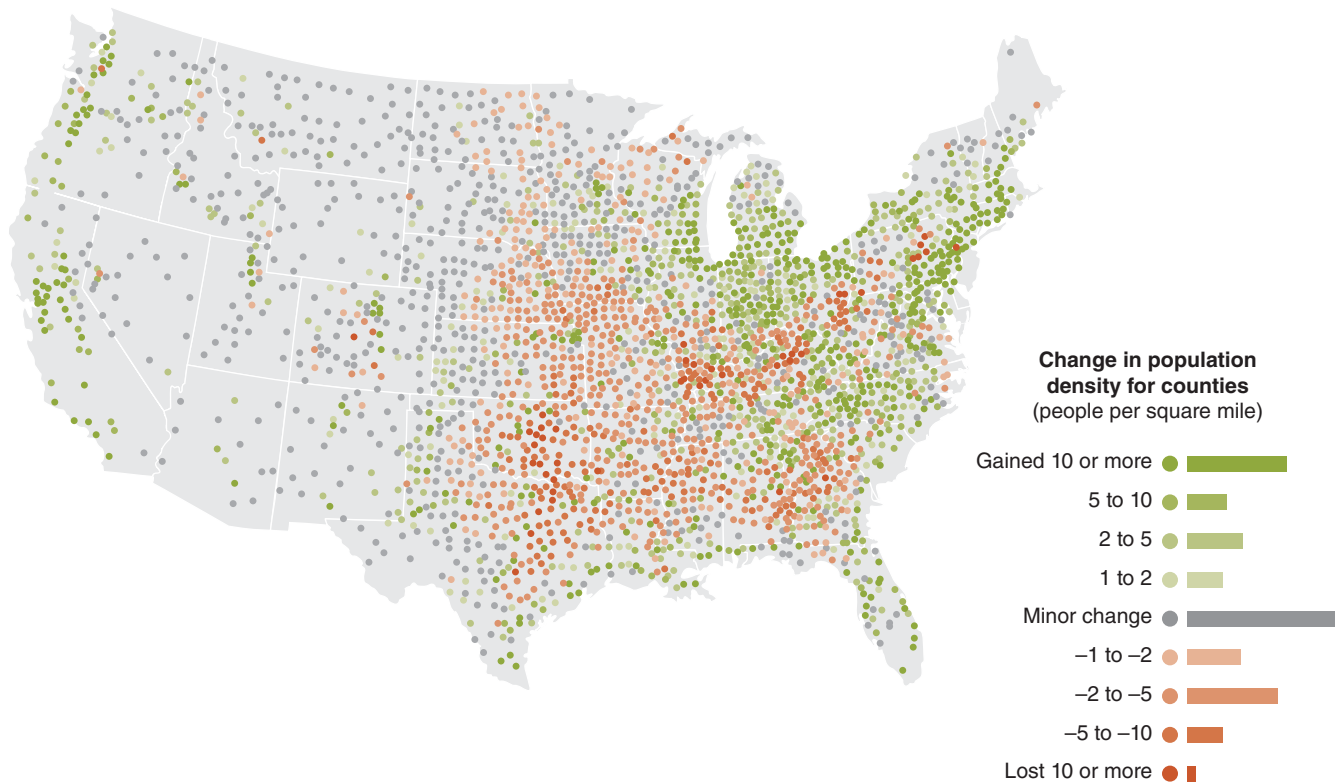 Change in population
density for counties
(people per square mile)
Gained 10 or more
5 to 10
2 to 5
1 to 2
Minor change
–1 to –2
–2 to –5
–5 to –10
Lost 10 or more